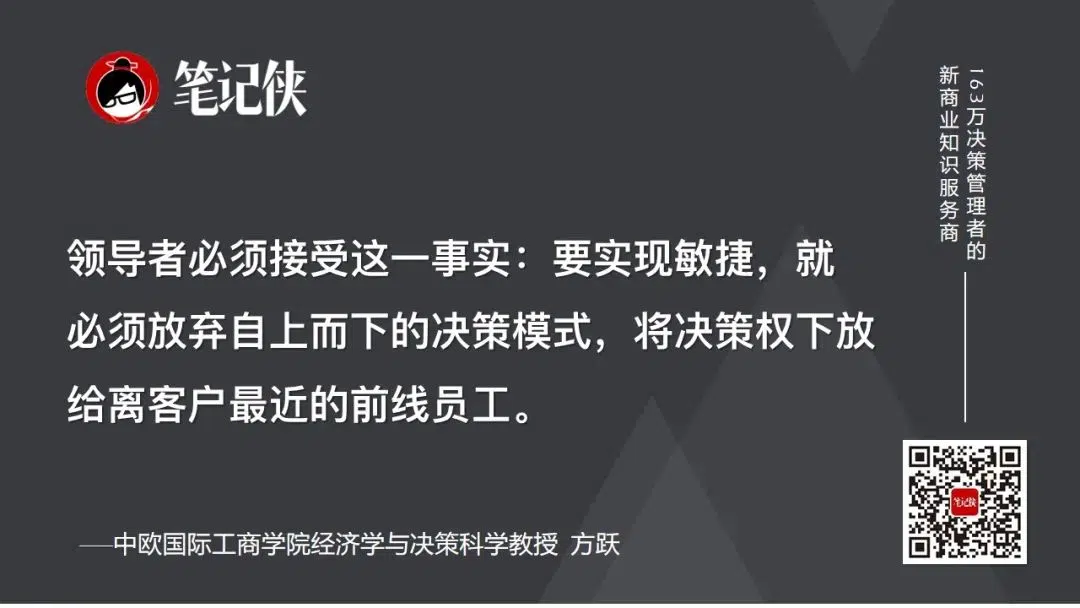 笔记侠
163万决策管理者的
新商业知识服务商
领导者必须接受这一事实：要实现敏捷，就
必须放弃自上而下的决策模式，将决策权下放
给离客户最近的前线员工。
——中欧国际工商学院经济学与决策科学教授 方跃
笔记侠